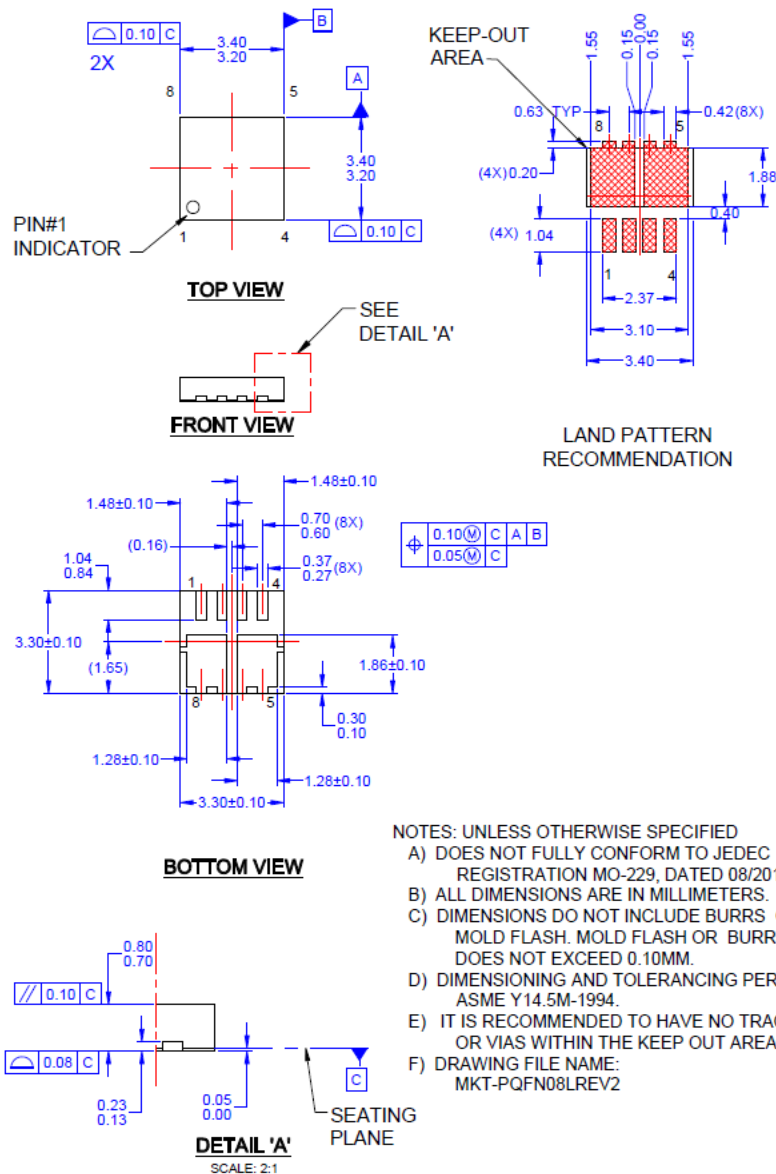 0.10 C
2X
3.40
3.20
B
A
8
5
3.40
3.20
PIN#1
INDICATOR
1
4
0.10 C
TOP VIEW
KEEP-OUT
AREA
1.55
0.15
0.00
0.15
1.55
0.63 TYP
8
5
0.42(8X)
(4X)0.20
1.88
0.40
(4X) 1.04
1
4
2.37
3.10
3.40
LAND PATTERN
RECOMMENDATION
SEE
DETAIL 'A'
FRONT VIEW
1.48±0.10
1.48±0.10
0.70
0.60
(8X)
(0.16)
0.37
0.27
(8X)
0.10Ⓜ C A B
0.05Ⓜ C
1.04
0.84
1
4
3.30±0.10
(1.65)
1.86±0.10
8
5
0.30
0.10
1.28±0.10
1.28±0.10
3.30±0.10
BOTTOM VIEW
NOTES: UNLESS OTHERWISE SPECIFIED
A) DOES NOT FULLY CONFORM TO JEDEC
REGISTRATION MO-229, DATED
B) ALL DIMENSIONS ARE IN MILLIMETERS.
C) DIMENSIONS DO NOT INCLUDE BURRS
MOLD FLASH. MOLD FLASH OR BURR
DOES NOT EXCEED 0.10MM.
D) DIMENSIONING AND TOLERANCING PER
ASME Y14.5M-1994.
E) IT IS RECOMMENDED TO HAVE NO
OR VIAS WITHIN THE KEEP OUT AREA
F) DRAWING FILE NAME:
MKT-PQFN08LREV2
0.80
0.70
// 0.10 C
0.08 C
0.23
0.13
0.05
0.00
C
SEATING
PLANE
DETAIL 'A'
SCALE: 2:1